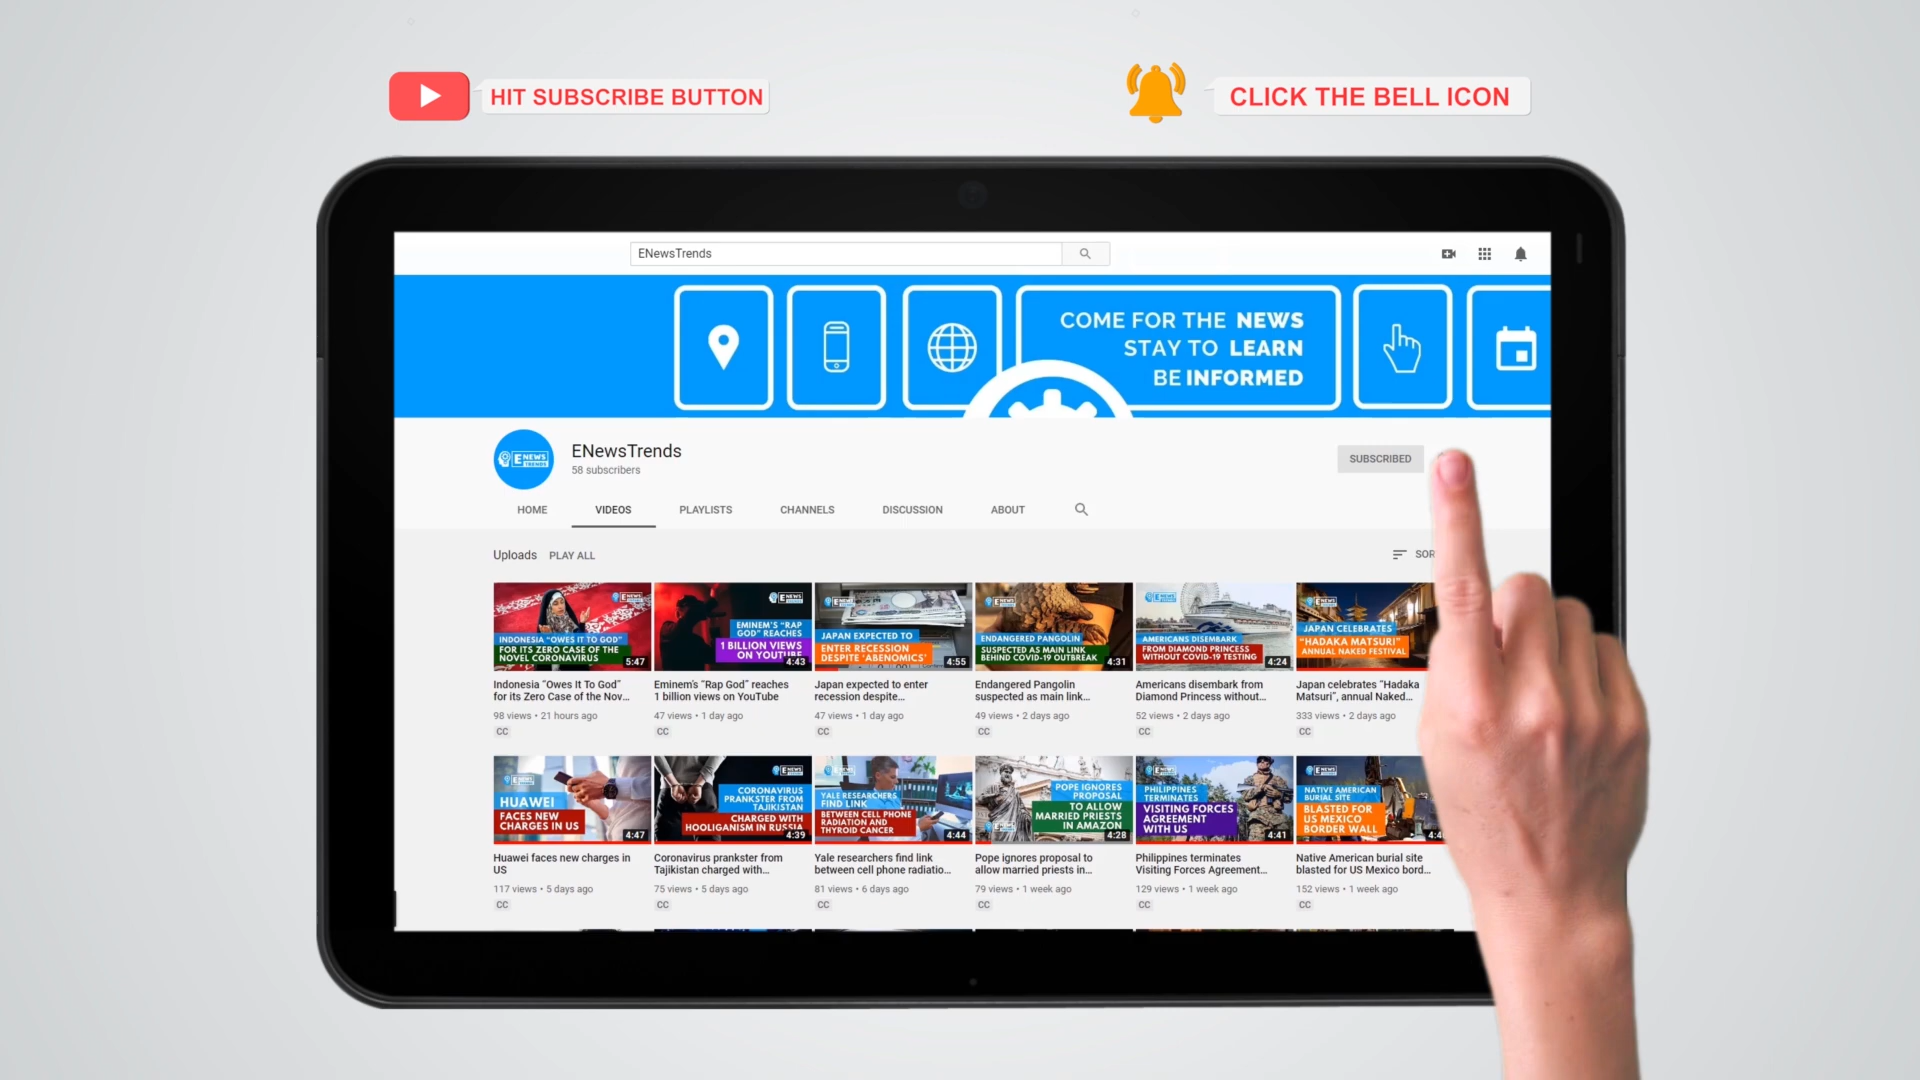 HIT SUBSCRIBE BUTTON
CLICK THE BELL ICON
ENewsTrends
COME FOR THE NEWS
STAY TO LEARN
BE INFORMED
E NEWS
TRENDS
ENewsTrends
58 subscribers
SUBSCRIBED
HOME VIDEOS PLAYLISTS CHANNELS DISCUSSION ABOUT
Uploads PLAY ALL
SOR
INDONESIA "OWES IT TO GOD"
FOR ITS ZERO CASE OF THE
NOVEL CORONAVIRUS
5:47
EMINEM'S "RAP
GOD" REACHES
1 BILLION VIEWS
ON YOUTUBE
4:43
JAPAN EXPECTED TO
ENTER RECESSION
DESPITE 'ABENOMICS'
4:55
ENDANGERED PANGOLIN
SUSPECTED AS MAIN LINK
BEHIND COVID-19 OUTBREAK
4:31
AMERICANS DISEMBARK
FROM DIAMOND PRINCESS
WITHOUT COVID-19 TESTING
4:24
JAPAN CELEBRATES
"HADAKA MATSURI"
ANNUAL NAKED FESTIVAL
Indonesia "Owes It To God"
for its Zero Case of the Nov...
98 views • 21 hours ago
CC
Eminem's "Rap God" reaches
1 billion views on YouTube
47 views • 1 day ago
CC
Japan expected to enter
recession despite...
47 views • 1 day ago
CC
Endangered Pangolin
suspected as main link...
49 views • 2 days ago
CC
Americans disembark from
Diamond Princess without...
52 views • 2 days ago
CC
Japan celebrates "Hadaka
Matsuri", annual Naked...
333 views • 2 days ago
CC
HUAWEI
FACES NEW
CHARGES IN US
4:47
CORONAVIRUS
PRANKSTER FROM
TAJIKISTAN
CHARGED WITH
HOOLIGANISM IN RUSSIA
4:39
YALE RESEARCHERS
FIND LINK
BETWEEN CELL PHONE
RADIATION AND
THYROID CANCER
4:44
POPE IGNORES
PROPOSAL
TO ALLOW
MARRIED PRIESTS
IN AMAZON
4:28
PHILIPPINES
TERMINATES
VISITING FORCES
AGREEMENT
WITH US
4:41
NATIVE AMERICAN
BURIAL SITE
BLASTED FOR
US MEXICO
BORDER WALL
Huawei faces new charges in
US
117 views • 5 days ago
CC
Coronavirus prankster from
Tajikistan charged with...
75 views • 5 days ago
CC
Yale researchers find link
between cell phone radiatio...
81 views • 6 days ago
CC
Pope ignores proposal to
allow married priests in...
79 views • 1 week ago
CC
Philippines terminates
Visiting Forces Agreement...
129 views • 1 week ago
CC
Native American burial site
blasted for US Mexico bord...
152 views • 1 week ago
CC